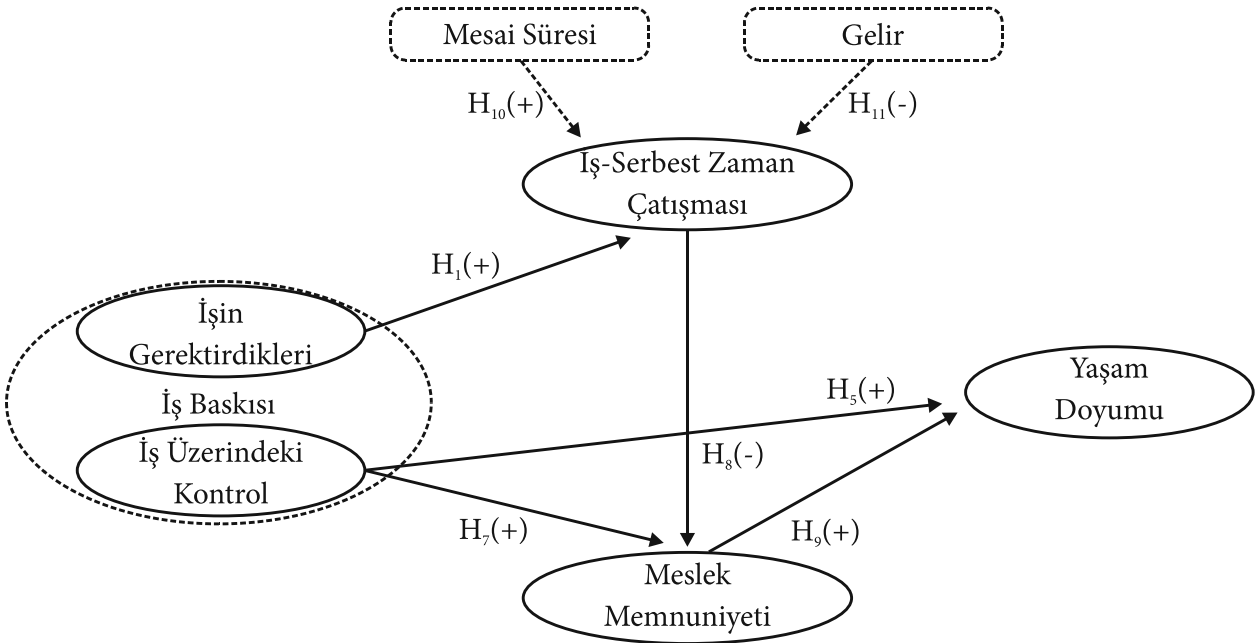 Mesai Süresi
Gelir
H₁₀(+)
H₁₁(-)
İş-Serbest Zaman
Çatışması
H₁(+)
İşin
Gerektirdikleri
İş Baskısı
İş Üzerindeki
Kontrol
H₅(+)
Yaşam
Doyumu
H₈(-)
H₇(+)
H₉(+)
Meslek
Memnuniyeti